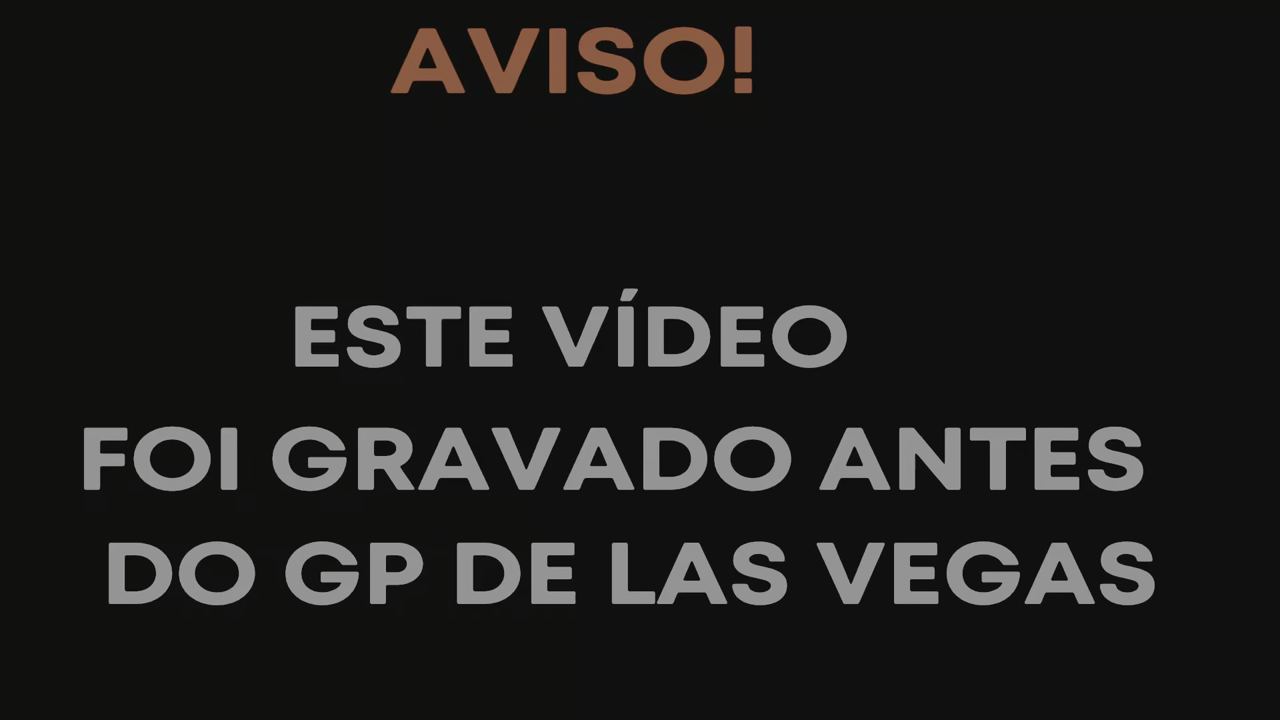 AVISO!
ESTE VÍDEO
FOI GRAVADO ANTES
DO GP DE LAS VEGAS